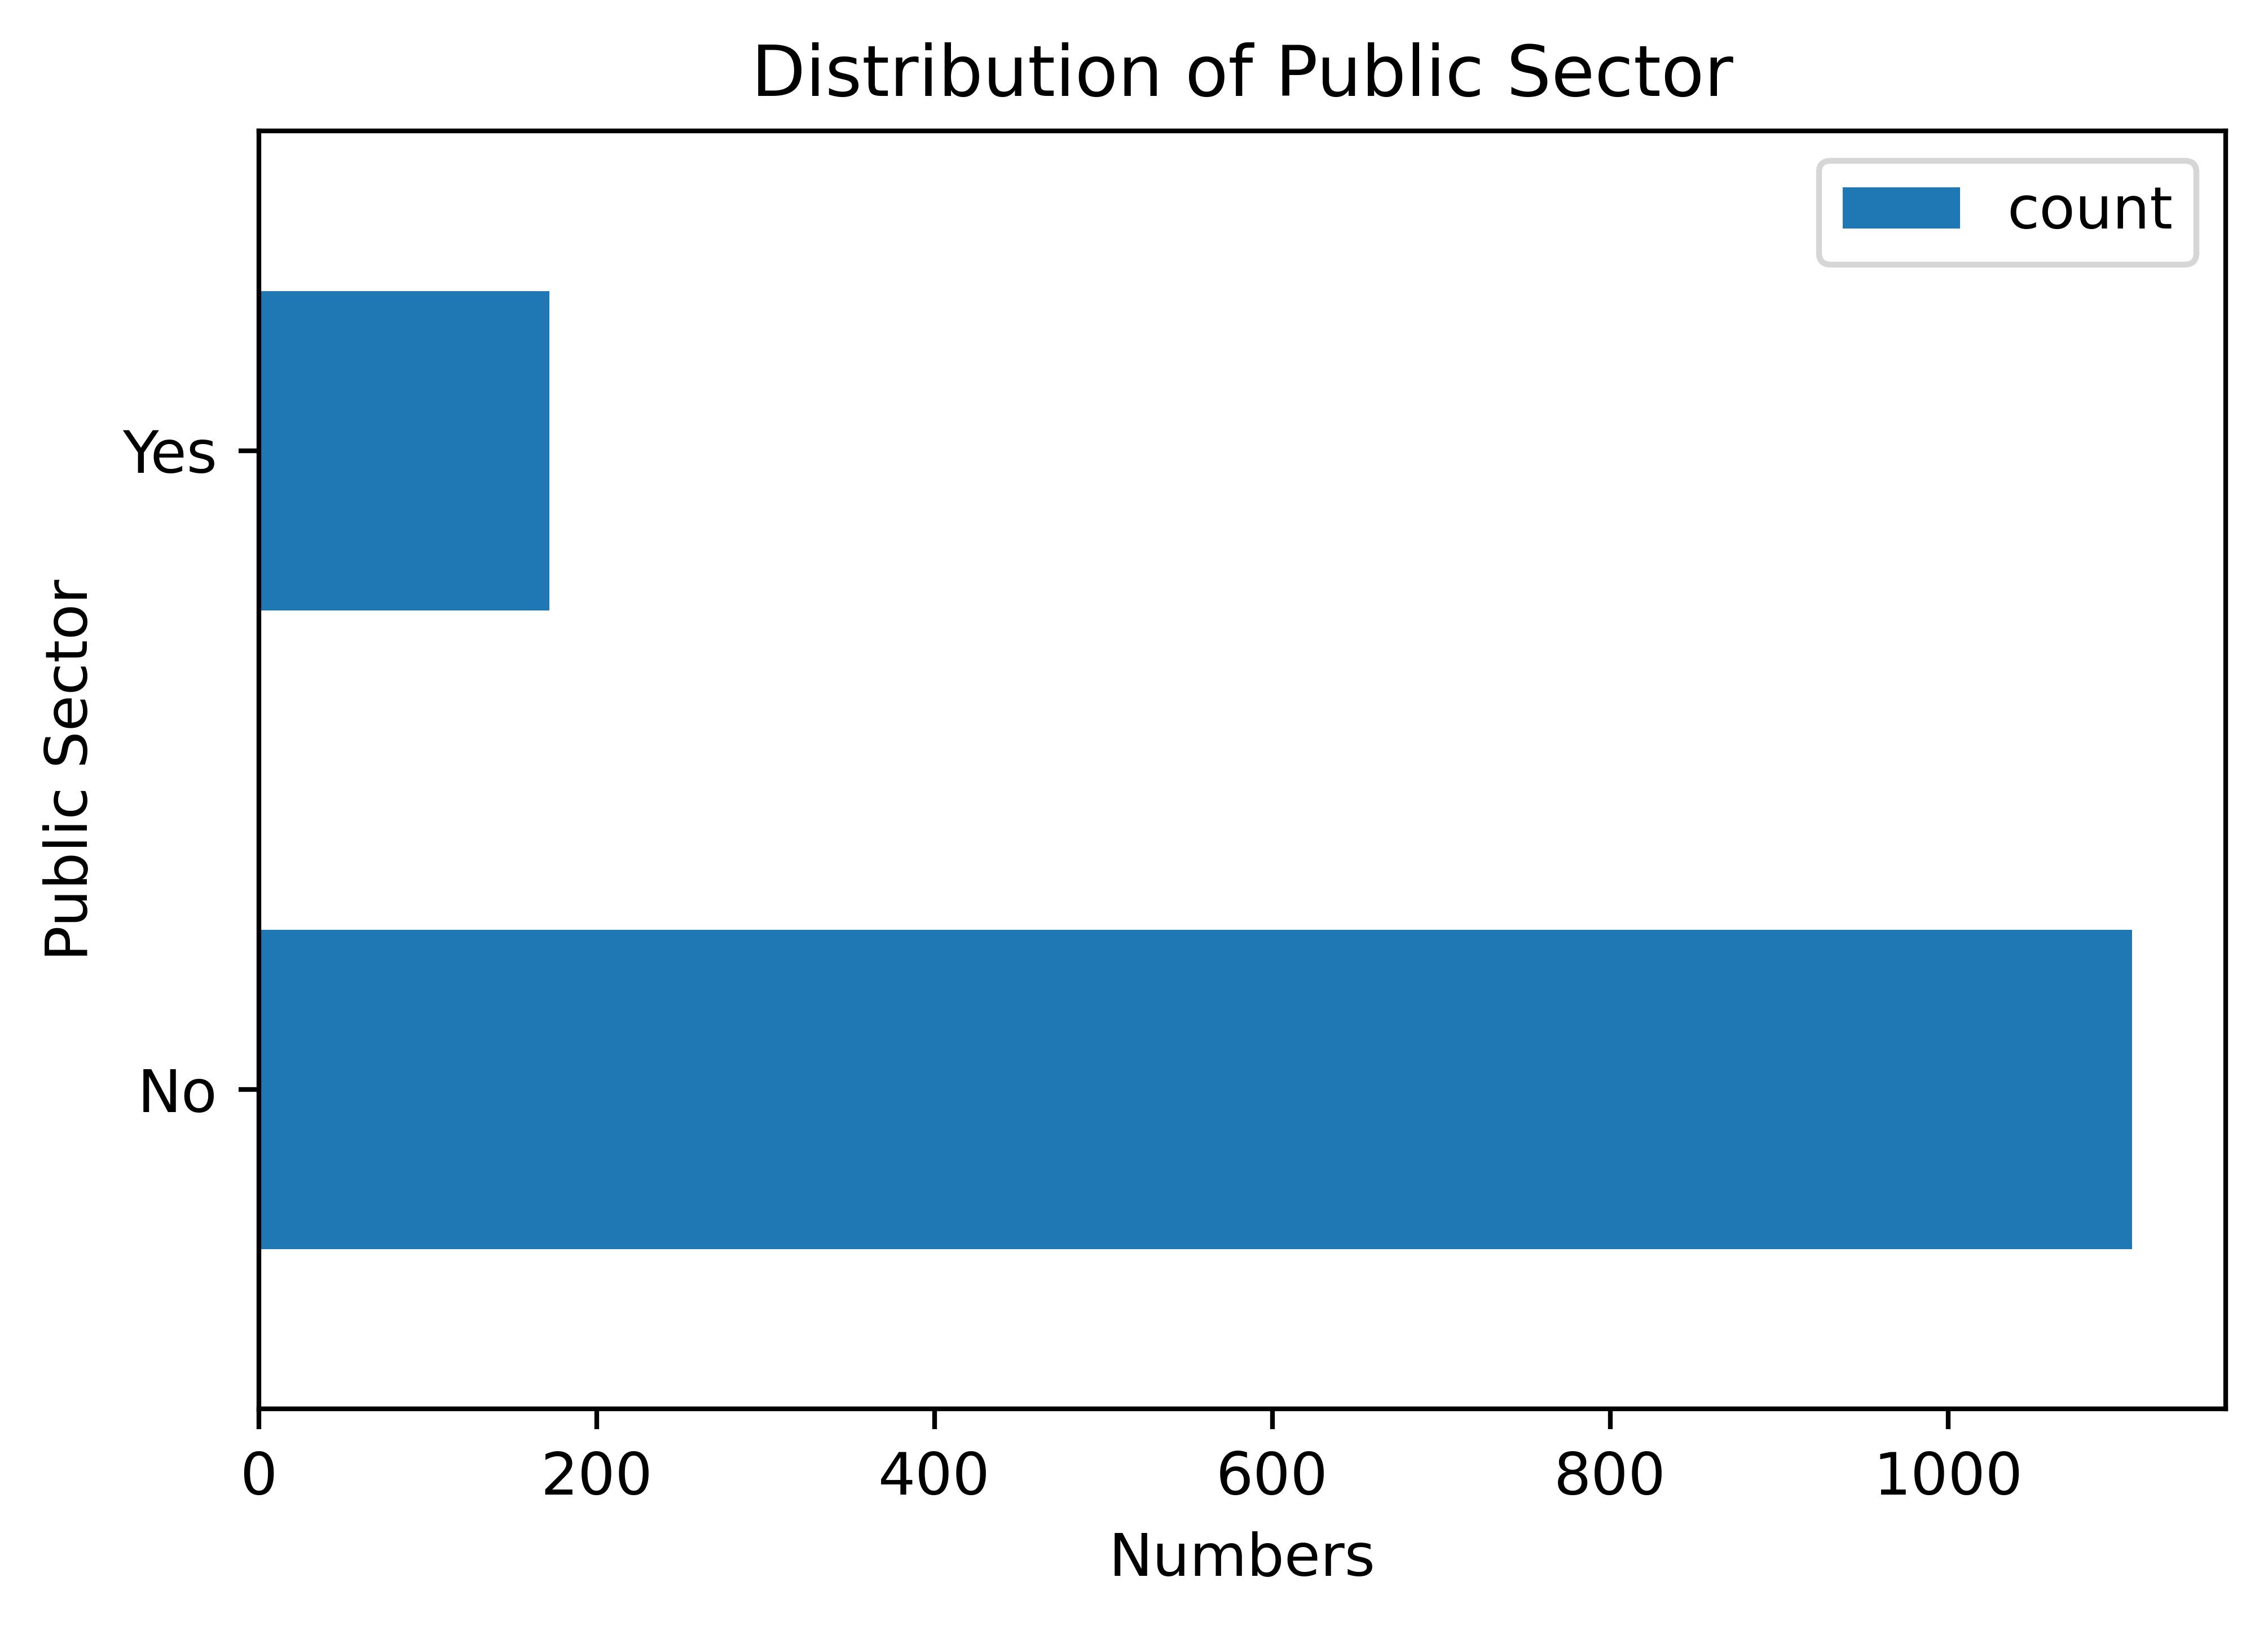 Distribution of Public Sector
count
Yes
Public Sector
No
0 200 400 600 800 1000
Numbers